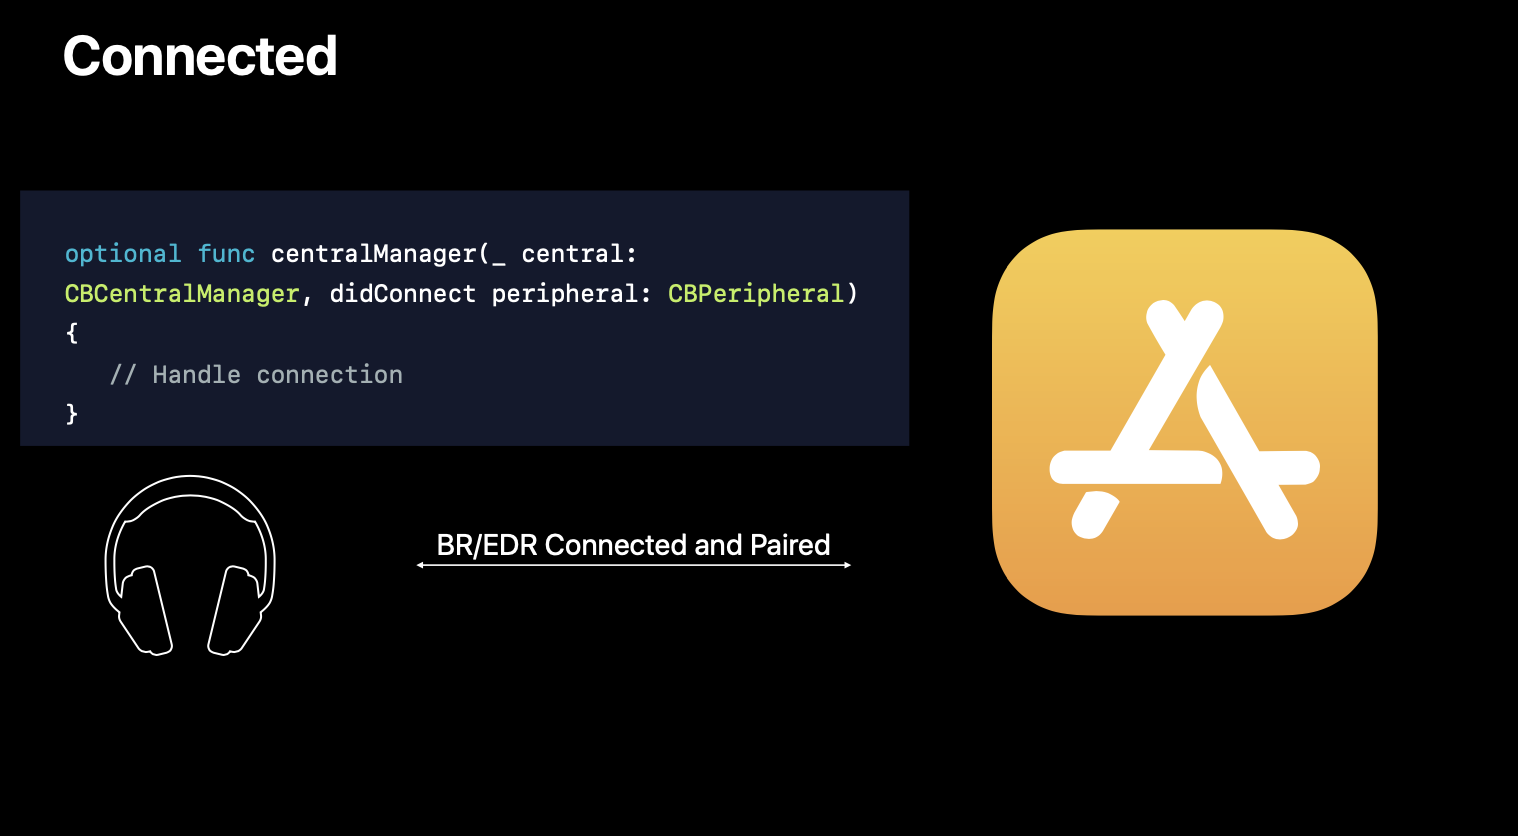 Connected
optional func centralManager(_ central:
CBCentralManager, didConnect peripheral: CBPeripheral)
{
// Handle connection
}
BR/EDR Connected and Paired